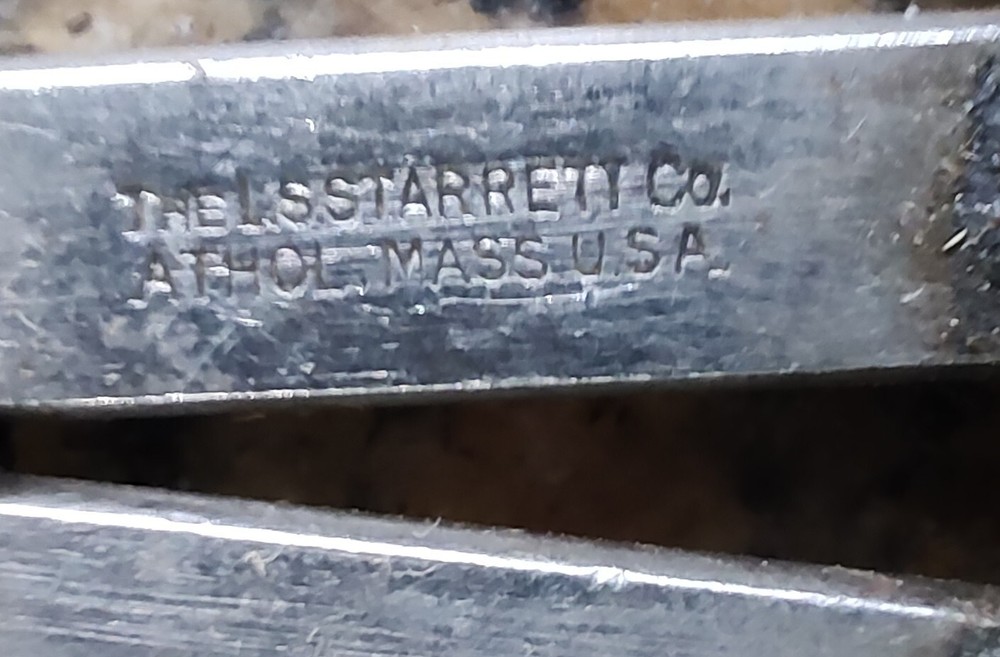 THE L.S.STARRETT Co.
ATHOL, MASS. U.S.A.